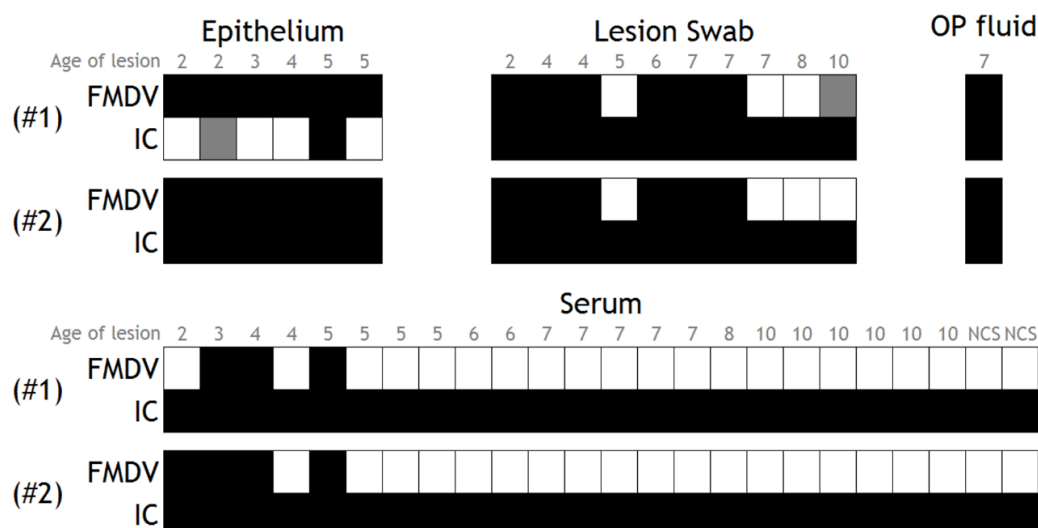 Epithelium Lesion Swab OP fluid
Age of lesion 2 2 3 4 5 5 2 4 4 5 6 7 7 7 8 10 7
(#1) FMDV
IC
(#2) FMDV
IC
Serum
Age of lesion 2 3 4 4 5 5 5 5 6 6 7 7 7 7 7 8 10 10 10 10 10 10 NCS NCS
(#1) FMDV
IC
(#2) FMDV
IC